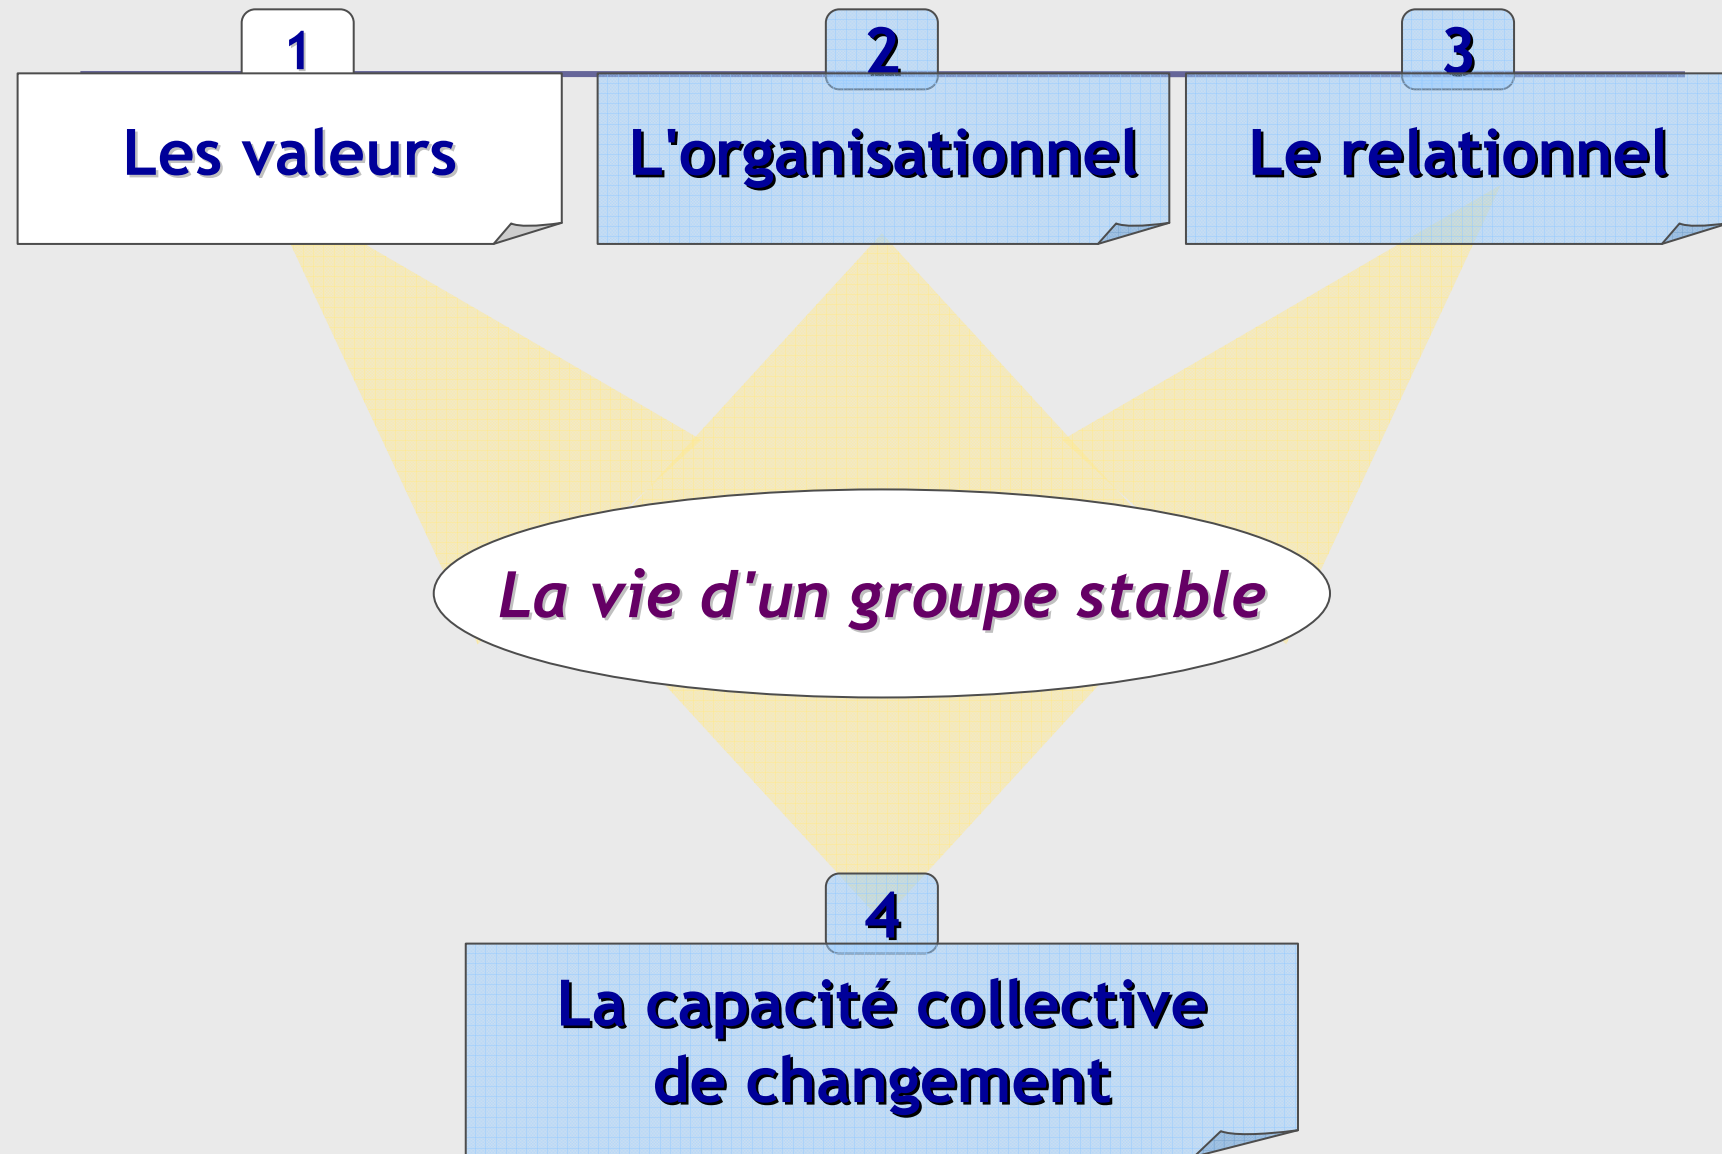 1
Les valeurs
2
L'organisationnel
3
Le relationnel
La vie d'un groupe stable
4
La capacité collective
de changement